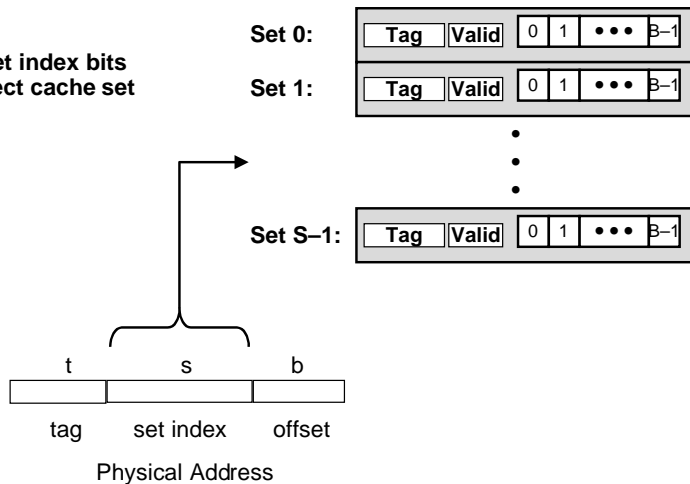 Set 0: Tag Valid 0 1 ••• B–1
et index bits
ect cache set
Set 1: Tag Valid 0 1 ••• B–1
Set S–1: Tag Valid 0 1 ••• B–1
t s b
tag set index offset
Physical Address